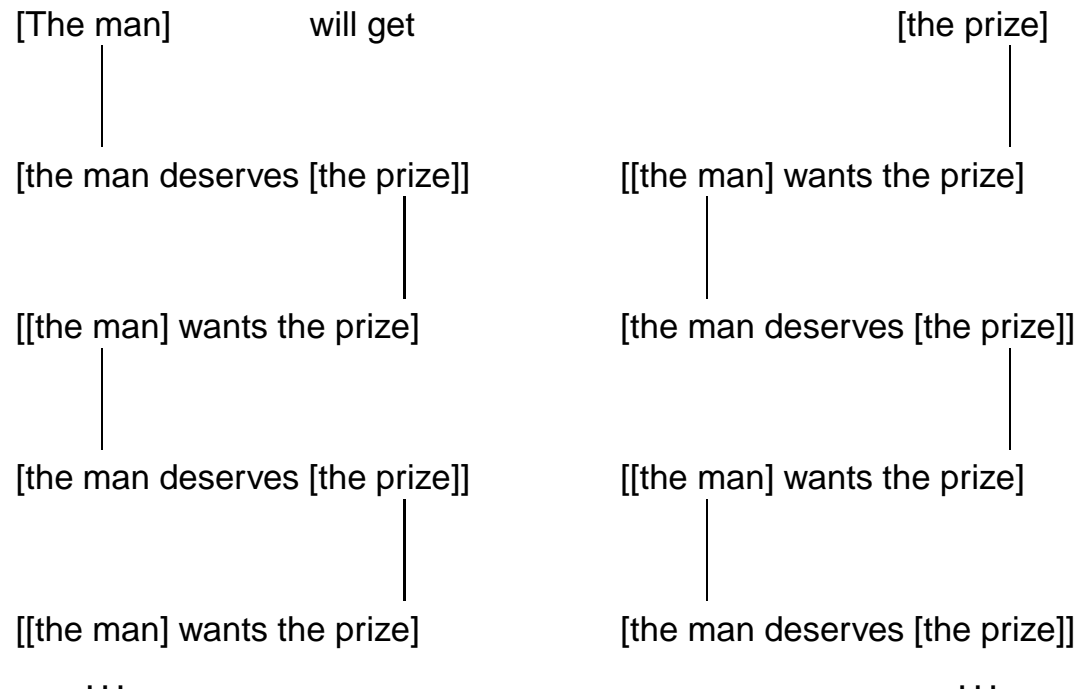 [The man] will get [the prize]
[the man deserves [the prize]] [[the man] wants the prize]
[[the man] wants the prize] [the man deserves [the prize]]
[the man deserves [the prize]] [[the man] wants the prize]
[[the man] wants the prize] [the man deserves [the prize]]
... ...